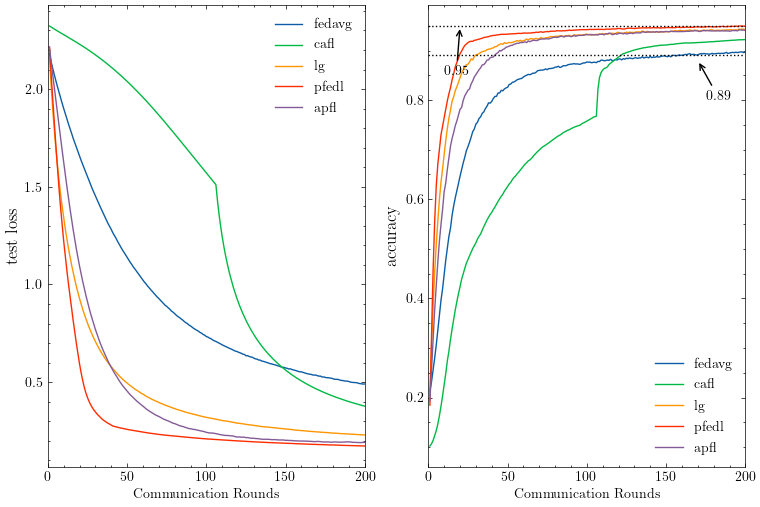 test loss
2.0
1.5
1.0
0.5
0
50
100
150
200
Communication Rounds
fedavg
cafl
lg
pfedl
apfl
accuracy
0.8
0.6
0.4
0.2
0
50
100
150
200
Communication Rounds
0.95
0.89
fedavg
cafl
lg
pfedl
apfl